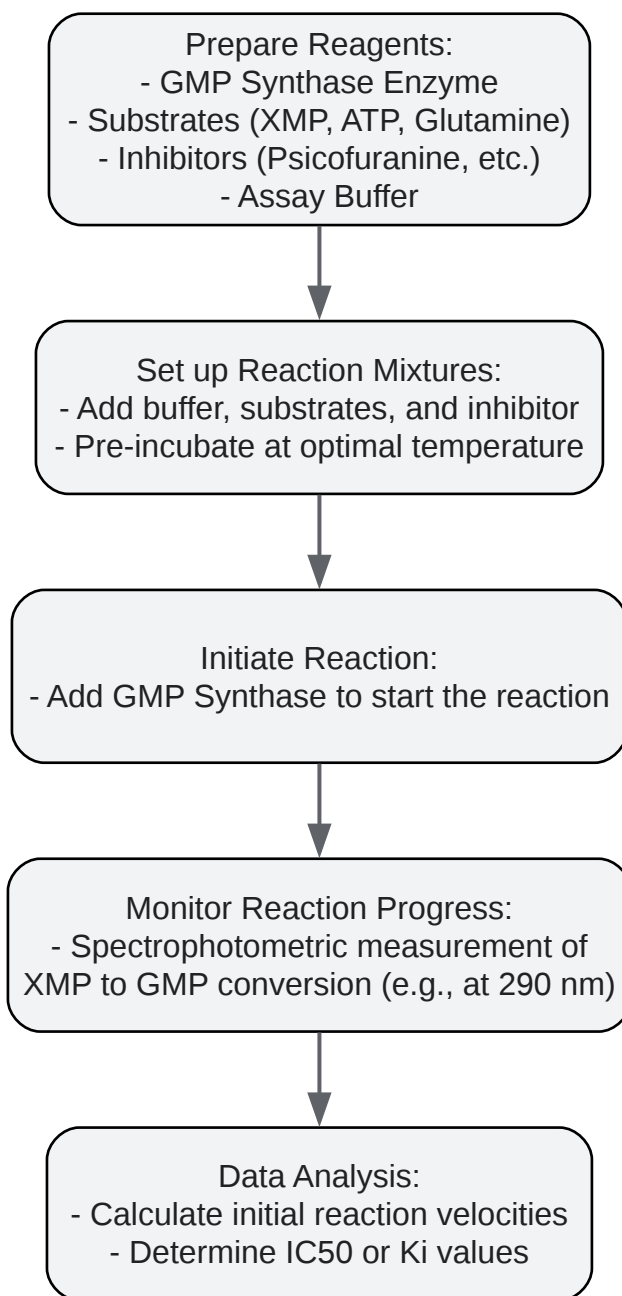 Prepare Reagents:
- GMP Synthase Enzyme
- Substrates (XMP, ATP, Glutamine)
- Inhibitors (Psicofuranine, etc.)
- Assay Buffer
Set up Reaction Mixtures:
- Add buffer, substrates, and inhibitor
- Pre-incubate at optimal temperature
Initiate Reaction:
- Add GMP Synthase to start the reaction
Monitor Reaction Progress:
- Spectrophotometric measurement of
XMP to GMP conversion (e.g., at 290 nm)
Data Analysis:
- Calculate initial reaction velocities
- Determine IC50 or Ki values